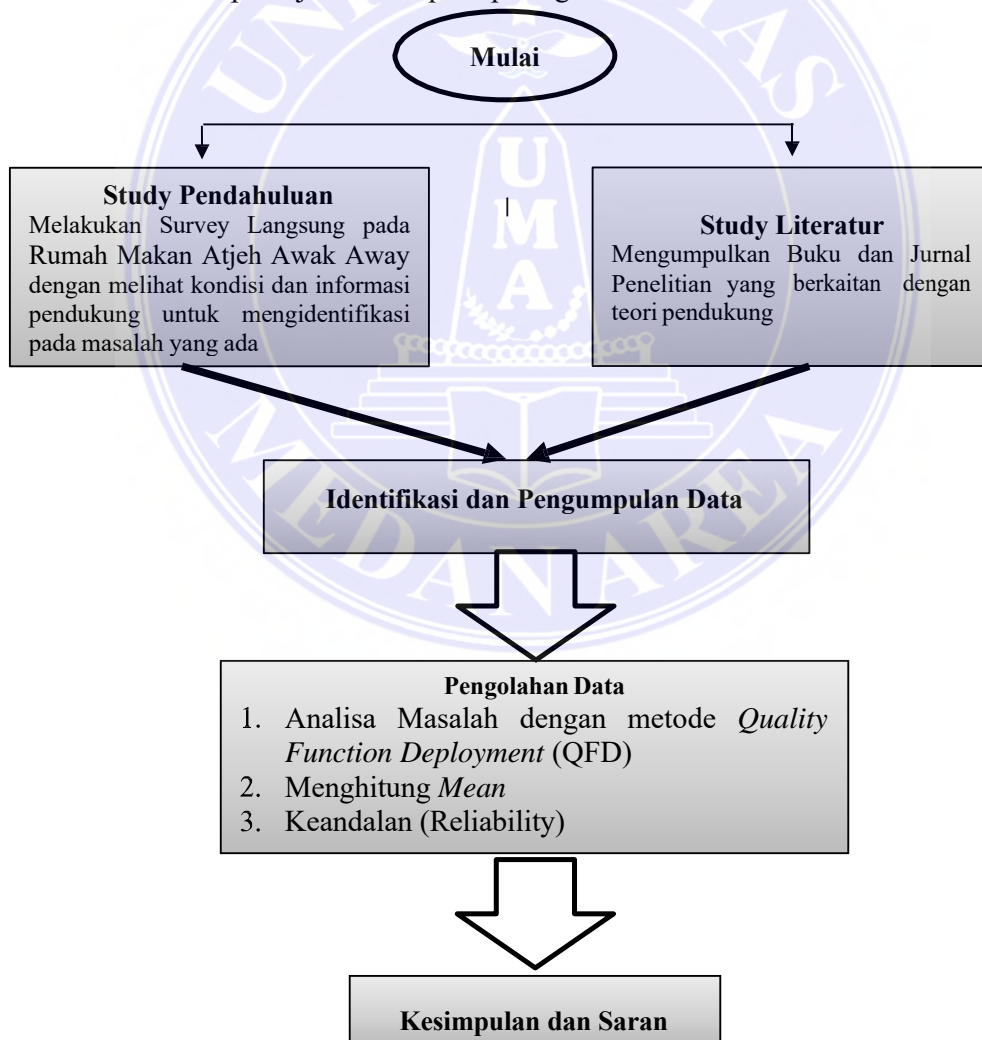 Mulai
Study Pendahuluan
Melakukan Survey Langsung pada
Rumah Makan Atjeh Awak Away
dengan melihat kondisi dan informasi
pendukung untuk mengidentifikasi
pada masalah yang ada
Study Literatur
Mengumpulkan Buku dan Jurnal
Penelitian yang berkaitan dengan
teori pendukung
UMA
Identifikasi dan Pengumpulan Data
MEDAN AREA
Pengolahan Data
1. Analisa Masalah dengan metode Quality
Function Deployment (QFD)
2. Menghitung Mean
3. Keandalan (Reliability)
Kesimpulan dan Saran